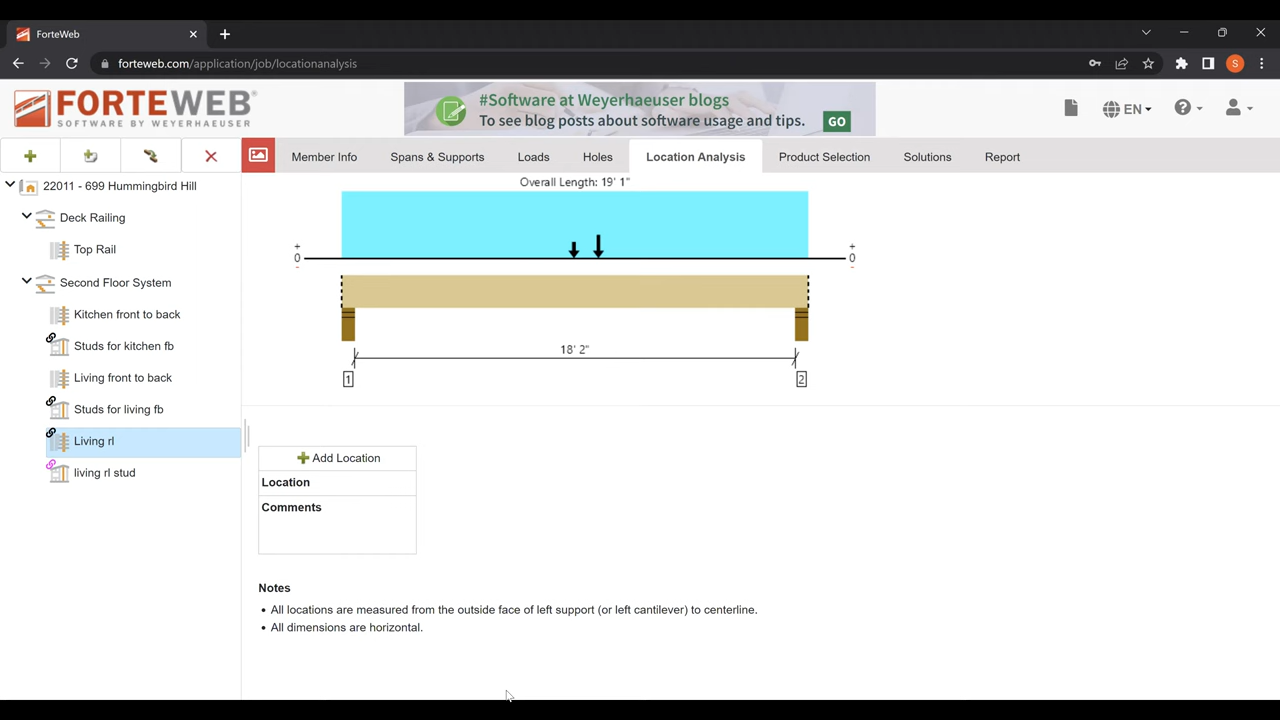 ForteWeb
forteweb.com/application/job/locationanalysis
FORTEWEB®
SOFTWARE BY WEYERHAEUSER
#Software at Weyerhaeuser blogs
To see blog posts about software usage and tips.
GO
EN
Member Info
Spans & Supports
Loads
Holes
Location Analysis
Product Selection
Solutions
Report
22011 - 699 Hummingbird Hill
Deck Railing
Top Rail
Second Floor System
Kitchen front to back
Studs for kitchen fb
Living front to back
Studs for living fb
Living rl
living rl stud
Overall Length: 19' 1"
+
0
-
+
0
-
18' 2"
1
2
Add Location
Location
Comments
Notes
• All locations are measured from the outside face of left support (or left cantilever) to centerline.
• All dimensions are horizontal.
S